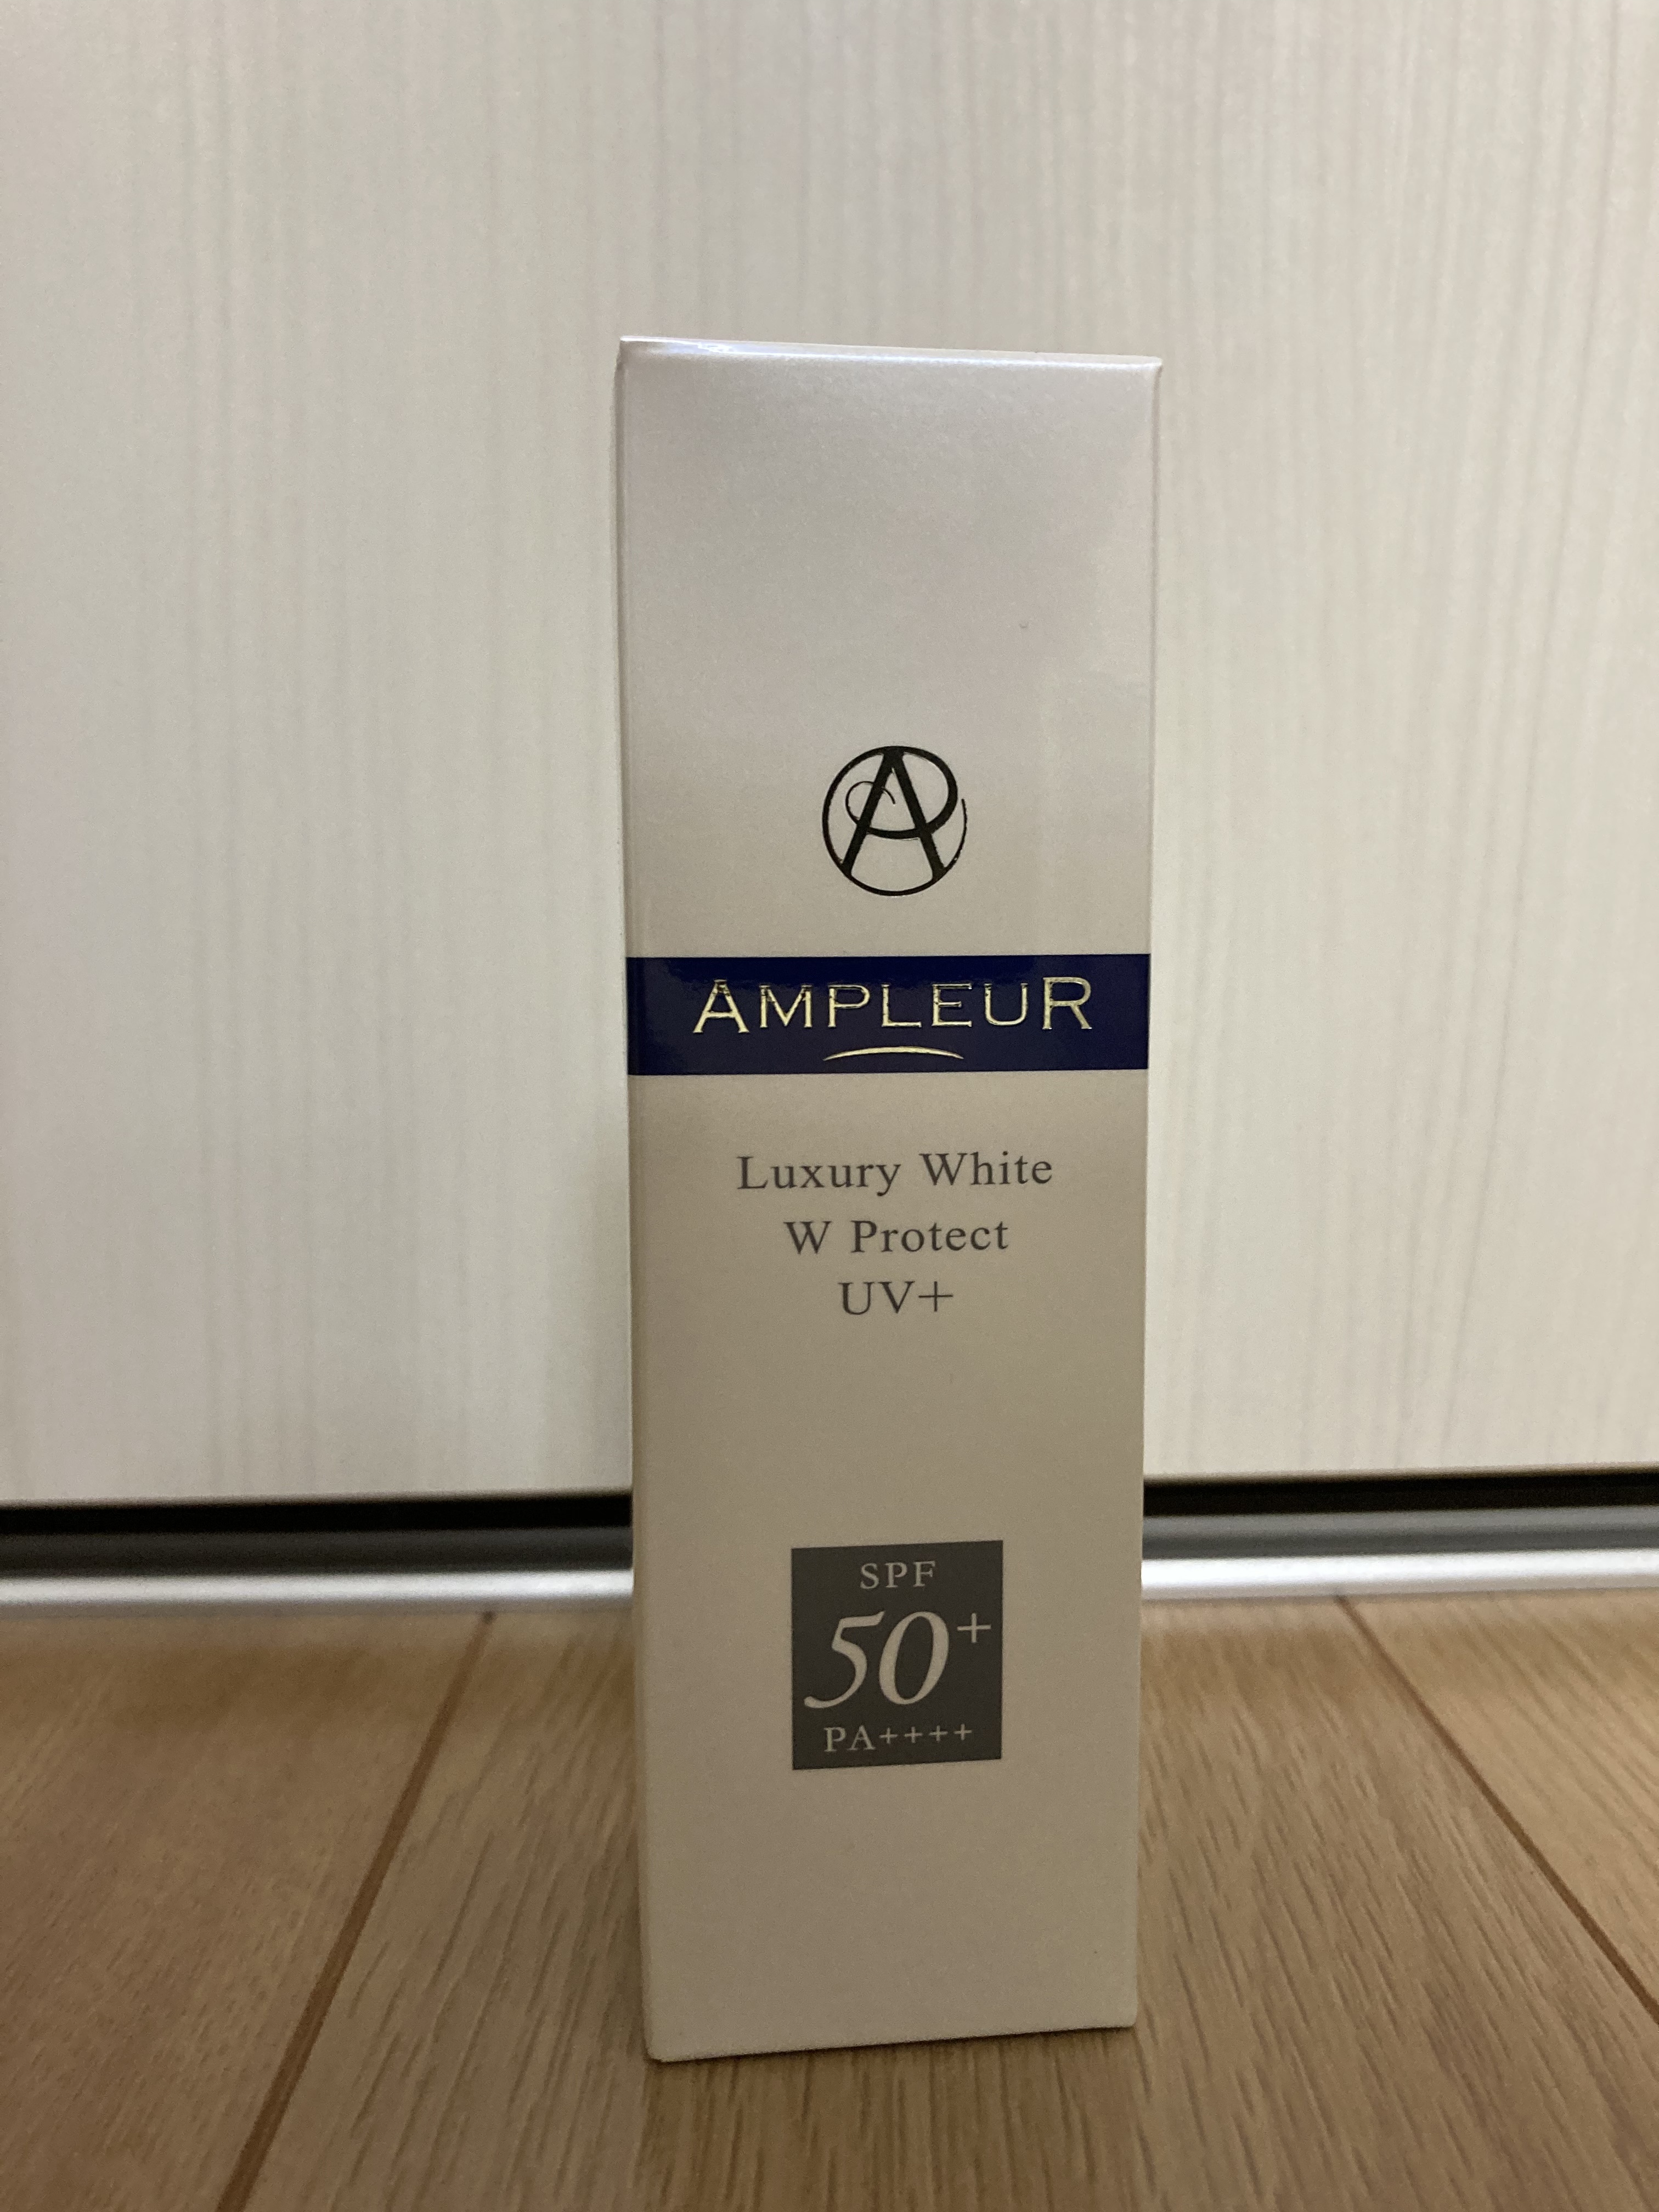 AMPLEUR
Luxury White
W Protect
UV+
SPF
50+
PA++++